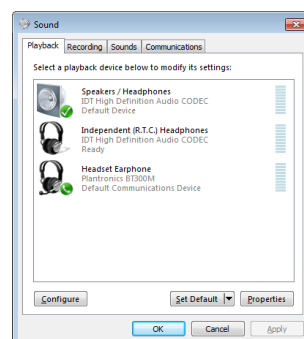 Sound
Playback Recording Sounds Communications
Select a playback device below to modify its settings:
Speakers / Headphones
IDT High Definition Audio CODEC
Default Device
Independent (R.T.C.) Headphones
IDT High Definition Audio CODEC
Ready
Headset Earphone
Plantronics BT300M
Default Communications Device
Configure Set Default Properties
OK Cancel Apply